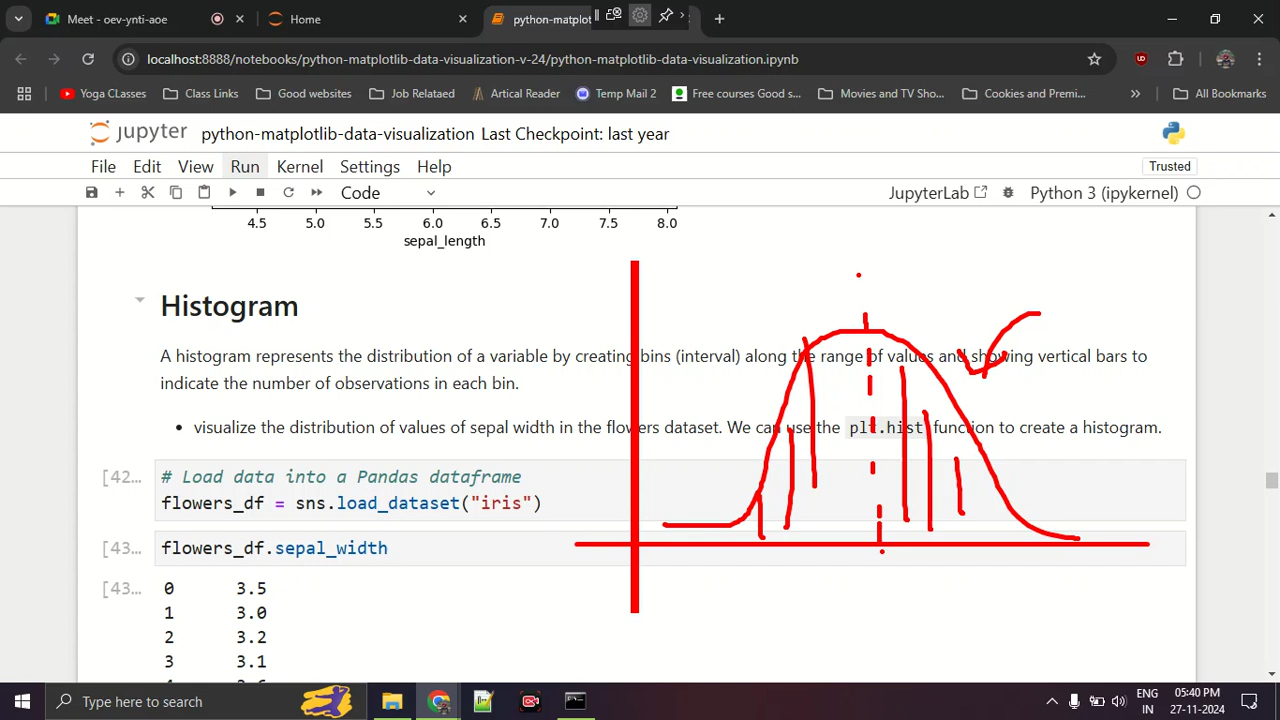 Meet - oev-ynti-aoe
Home
python-matplotl
localhost:8888/notebooks/python-matplotlib-data-visualization-v-24/python-matplotlib-data-visualization.ipynb
Yoga CLasses
Class Links
Good websites
Job Relataed
Artical Reader
Temp Mail 2
Free courses Good s...
Movies and TV Sho...
Cookies and Premi...
All Bookmarks
jupyter python-matplotlib-data-visualization Last Checkpoint: last year
File Edit View Run Kernel Settings Help
Trusted
Code
JupyterLab
Python 3 (ipykernel)
4.5 5.0 5.5 6.0 6.5 7.0 7.5 8.0
sepal_length
Histogram
A histogram represents the distribution of a variable by creating bins (interval) along the range of values and showing vertical bars to
indicate the number of observations in each bin.
• visualize the distribution of values of sepal width in the flowers dataset. We can use the plt.hist function to create a histogram.
[42... # Load data into a Pandas dataframe
flowers_df = sns.load_dataset("iris")
[43... flowers_df.sepal_width
[43... 0 3.5
1 3.0
2 3.2
3 3.1
Type here to search
ENG
IN
05:40 PM
27-11-2024